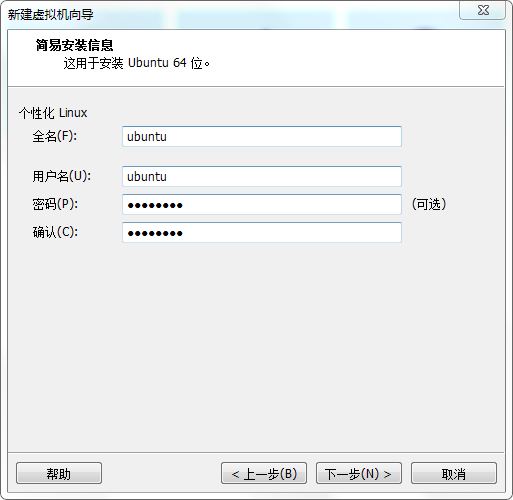 新建虚拟机向导
简易安装信息
这用于安装 Ubuntu 64 位。
个性化 Linux
全名(F): ubuntu
用户名(U): ubuntu
密码(P): ●●●●●●●● (可选)
确认(C): ●●●●●●●●
帮助 < 上一步(B) 下一步(N) > 取消